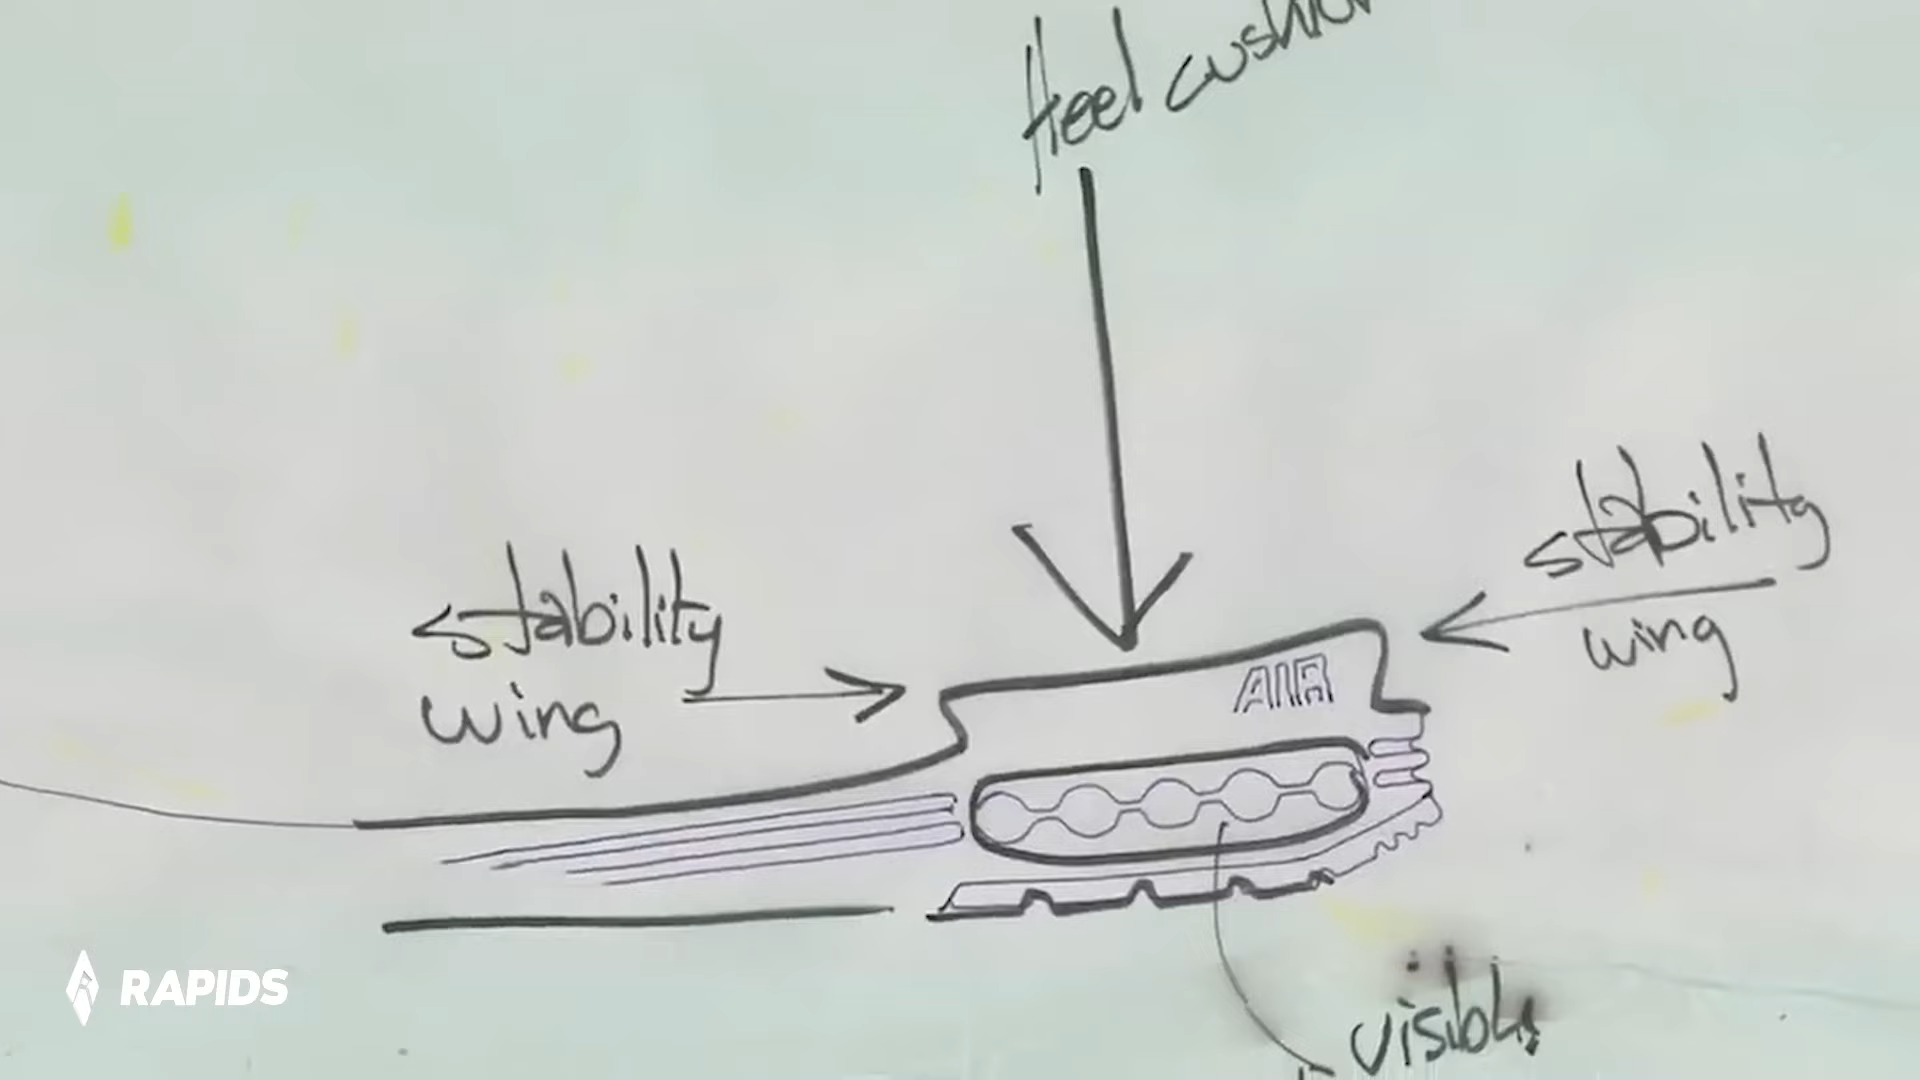 Heel cushion
stability
wing
stability
wing
AIR
visible
RAPIDS